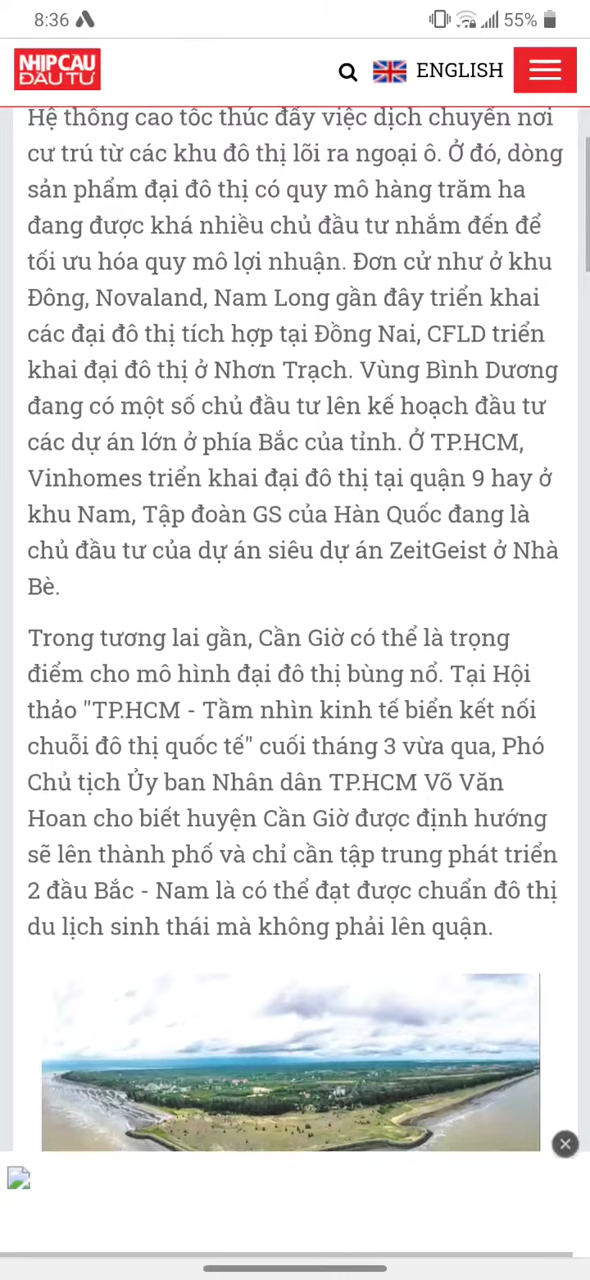 8:36
55%
NHỊP CẦU
ĐẦU TƯ
ENGLISH
Hệ thống cao tốc thúc đẩy việc dịch chuyển nơi
cư trú từ các khu đô thị lõi ra ngoại ô. Ở đó, dòng
sản phẩm đại đô thị có quy mô hàng trăm ha
đang được khá nhiều chủ đầu tư nhắm đến để
tối ưu hóa quy mô lợi nhuận. Đơn cử như ở khu
Đông, Novaland, Nam Long gần đây triển khai
các đại đô thị tích hợp tại Đồng Nai, CFLD triển
khai đại đô thị ở Nhơn Trạch. Vùng Bình Dương
đang có một số chủ đầu tư lên kế hoạch đầu tư
các dự án lớn ở phía Bắc của tỉnh. Ở TP.HCM,
Vinhomes triển khai đại đô thị tại quận 9 hay ở
khu Nam, Tập đoàn GS của Hàn Quốc đang là
chủ đầu tư của dự án siêu dự án ZeitGeist ở Nhà
Bè.
Trong tương lai gần, Cần Giờ có thể là trọng
điểm cho mô hình đại đô thị bùng nổ. Tại Hội
thảo "TP.HCM - Tầm nhìn kinh tế biển kết nối
chuỗi đô thị quốc tế" cuối tháng 3 vừa qua, Phó
Chủ tịch Ủy ban Nhân dân TP.HCM Võ Văn
Hoan cho biết huyện Cần Giờ được định hướng
sẽ lên thành phố và chỉ cần tập trung phát triển
2 đầu Bắc - Nam là có thể đạt được chuẩn đô thị
du lịch sinh thái mà không phải lên quận.